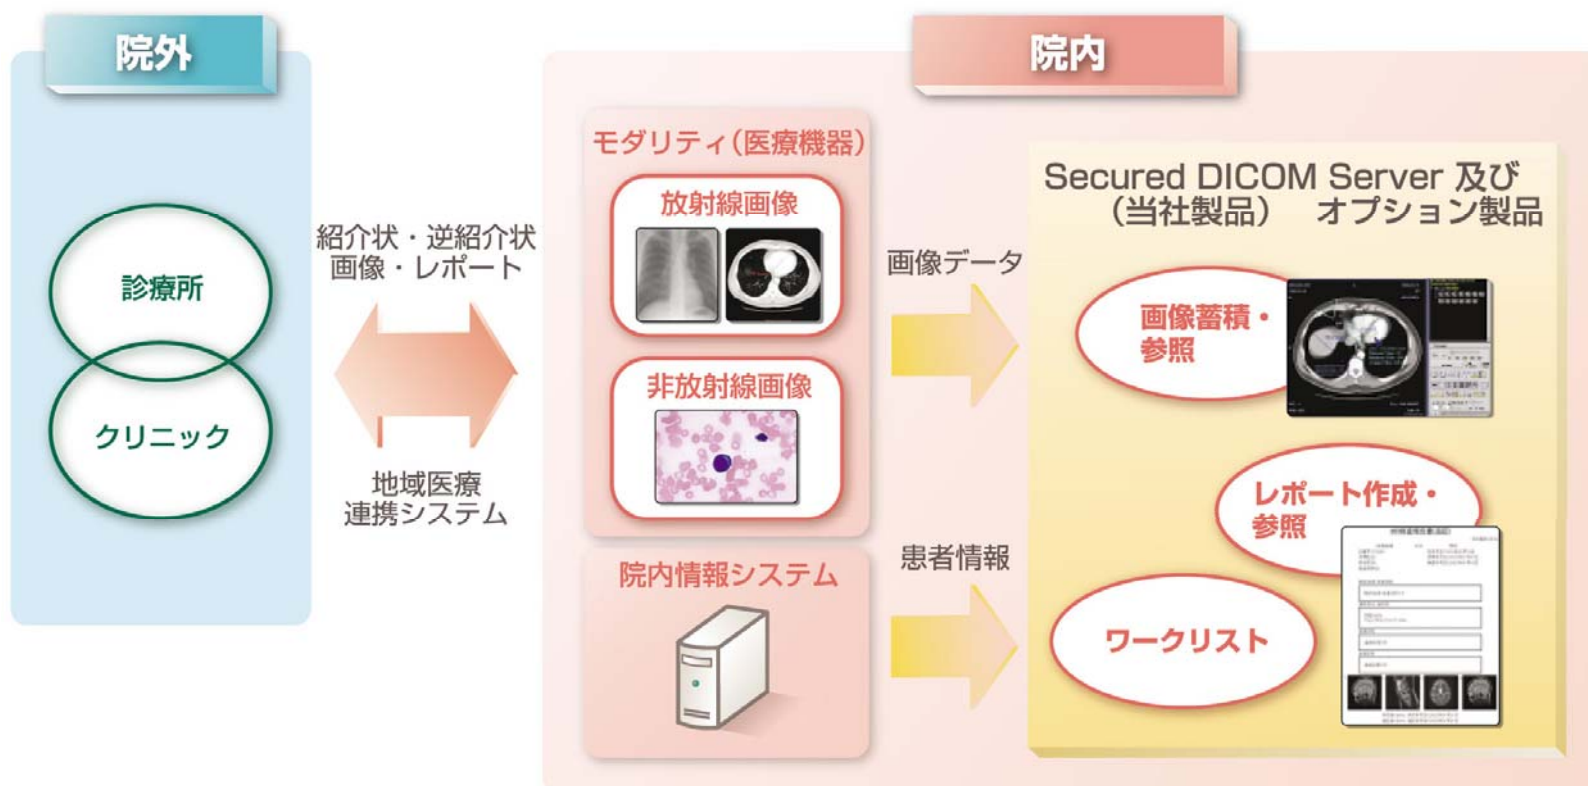 院外
院内
診療所
クリニック
紹介状・逆紹介状
画像・レポート
地域医療
連携システム
モダリティ(医療機器)
放射線画像
非放射線画像
院内情報システム
画像データ
患者情報
Secured DICOM Server 及び
(当社製品) オプション製品
画像蓄積・
参照
レポート作成・
参照
ワークリスト